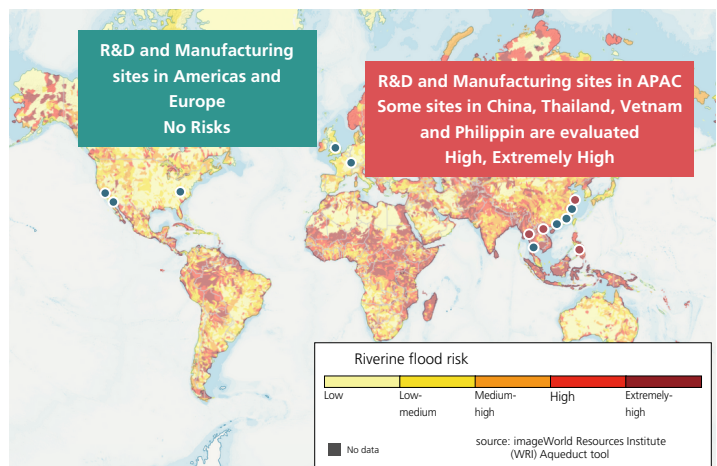 R&D and Manufacturing
sites in Americas and
Europe
No Risks
R&D and Manufacturing sites in APAC
Some sites in China, Thailand, Vetnam
and Philippin are evaluated
High, Extremely High
Riverine flood risk
Low
Low-
medium
Medium-
high
High
Extremely-
high
No data
source: imageWorld Resources Institute
(WRI) Aqueduct tool